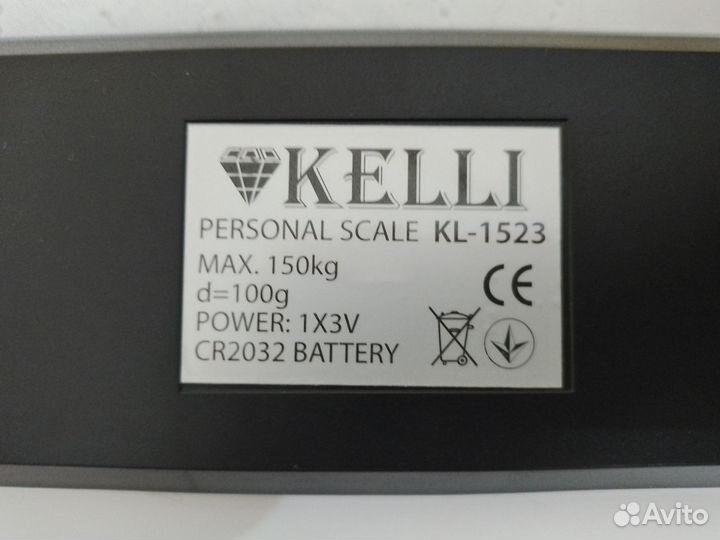 KELLI
PERSONAL SCALE KL-1523
MAX. 150kg
d=100g
POWER: 1X3V
CR2032 BATTERY
CE
Avito